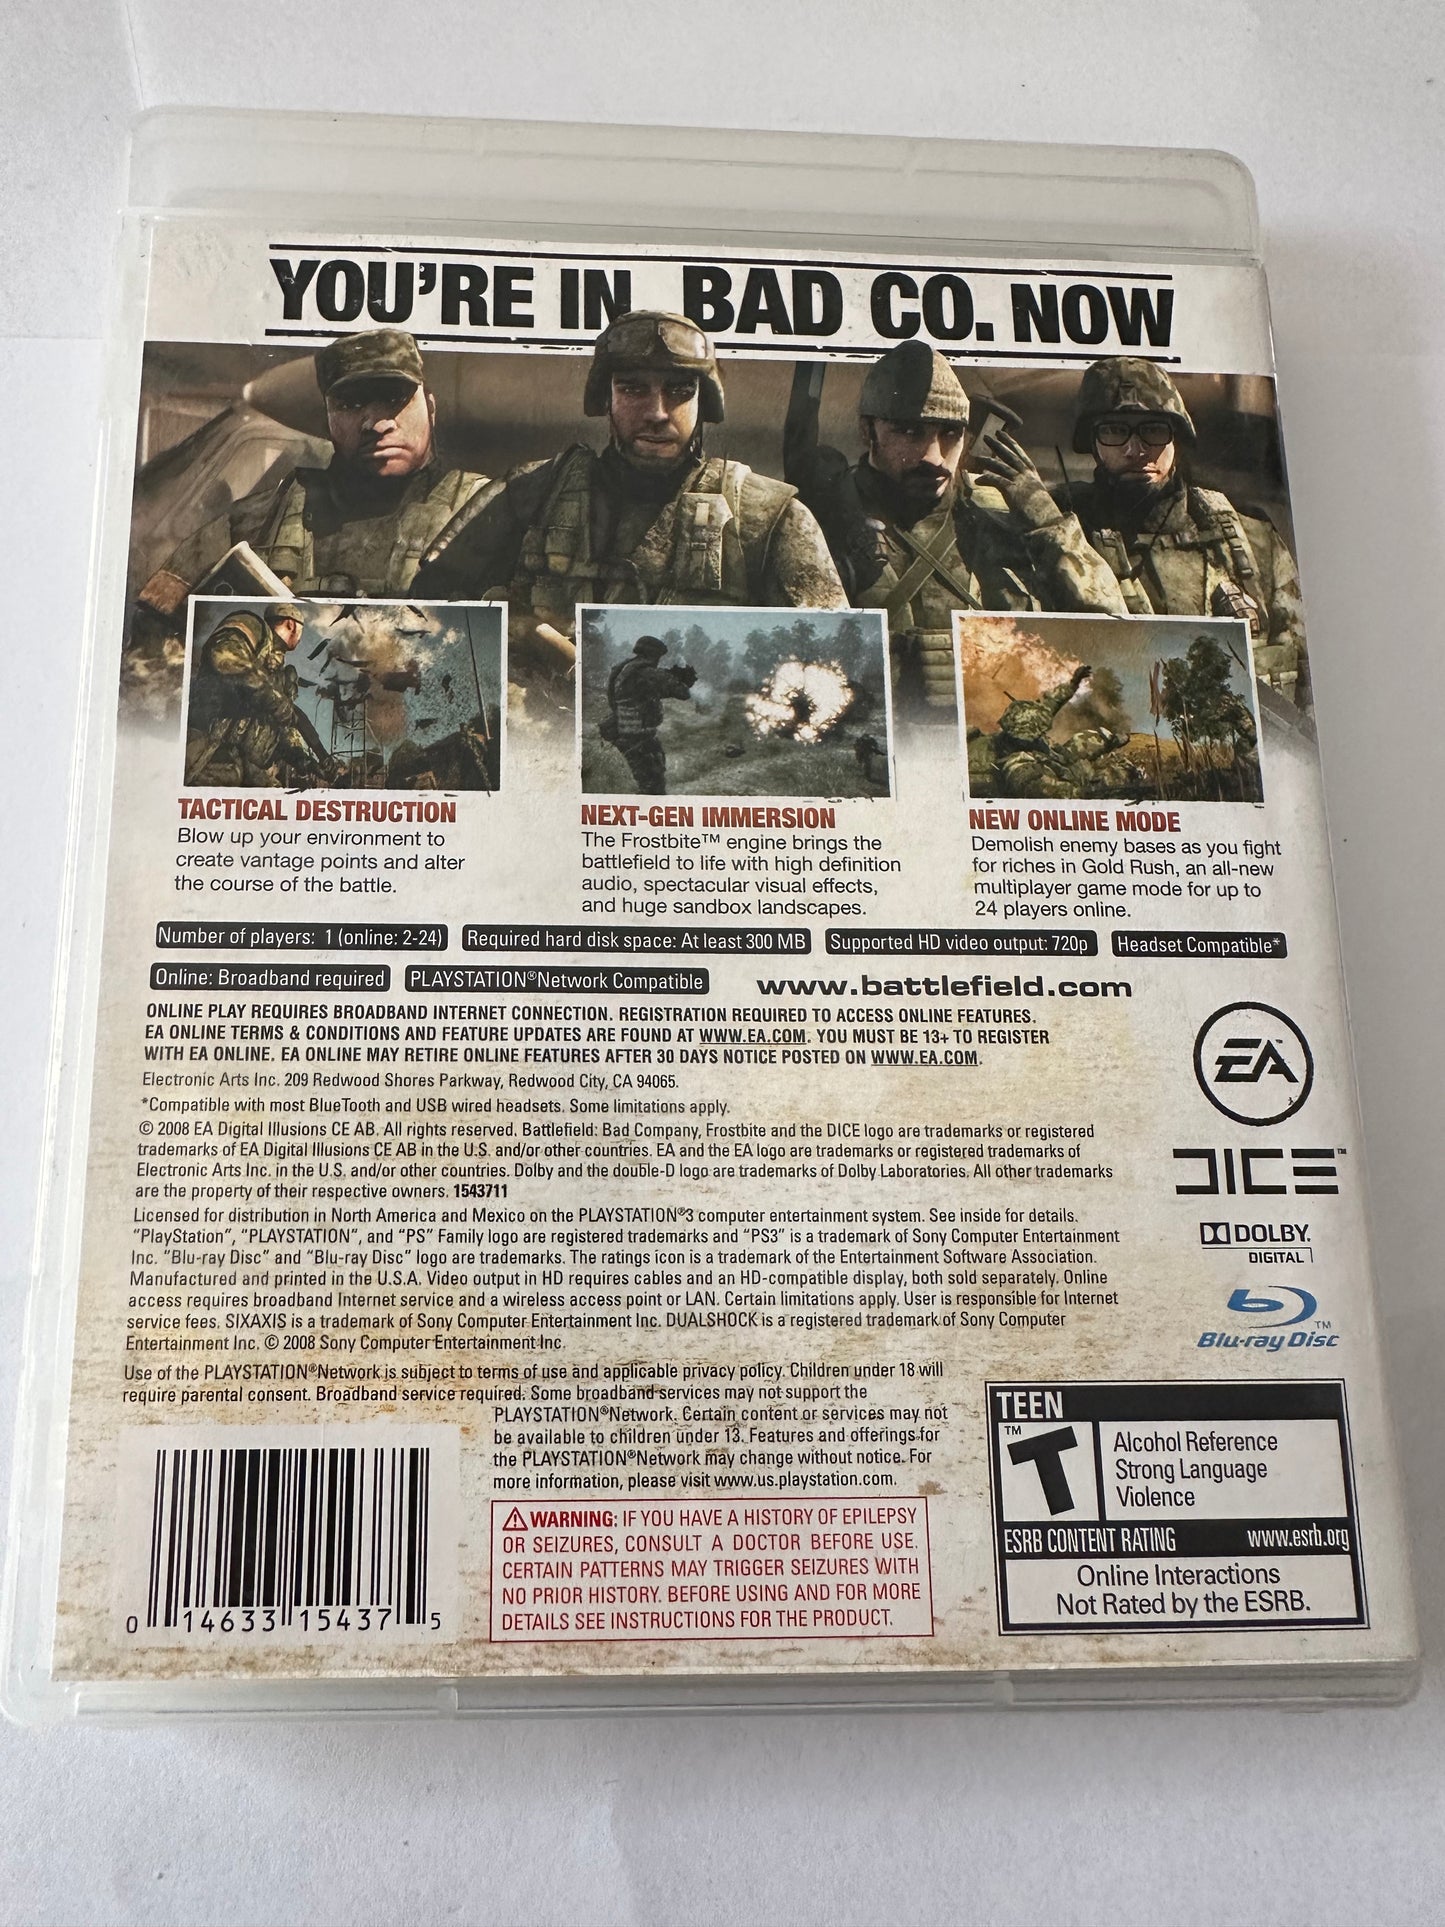 YOU'RE IN BAD CO. NOW
TACTICAL DESTRUCTION
Blow up your environment to
create vantage points and alter
the course of the battle.
NEXT-GEN IMMERSION
The Frostbite™ engine brings the
battlefield to life with high definition
audio, spectacular visual effects,
and huge sandbox landscapes.
NEW ONLINE MODE
Demolish enemy bases as you fight
for riches in Gold Rush, an all-new
multiplayer game mode for up to
24 players online.
Number of players: 1 (online: 2-24)
Required hard disk space: At least 300 MB
Supported HD video output: 720p
Headset Compatible*
Online: Broadband required
PLAYSTATION®Network Compatible
www.battlefield.com
ONLINE PLAY REQUIRES BROADBAND INTERNET CONNECTION. REGISTRATION REQUIRED TO ACCESS ONLINE FEATURES.
EA ONLINE TERMS & CONDITIONS AND FEATURE UPDATES ARE FOUND AT WWW.EA.COM. YOU MUST BE 13+ TO REGISTER
WITH EA ONLINE. EA ONLINE MAY RETIRE ONLINE FEATURES AFTER 30 DAYS NOTICE POSTED ON WWW.EA.COM.
Electronic Arts Inc. 209 Redwood Shores Parkway, Redwood City, CA 94065.
*Compatible with most BlueTooth and USB wired headsets. Some limitations apply.
© 2008 EA Digital Illusions CE AB. All rights reserved. Battlefield: Bad Company, Frostbite and the DICE logo are trademarks or registered
trademarks of EA Digital Illusions CE AB in the U.S. and/or other countries. EA and the EA logo are trademarks or registered trademarks of
Electronic Arts Inc. in the U.S. and/or other countries. Dolby and the double-D logo are trademarks of Dolby Laboratories. All other trademarks
are the property of their respective owners. 1543711
Licensed for distribution in North America and Mexico on the PLAYSTATION®3 computer entertainment system. See inside for details.
"PlayStation", "PLAYSTATION", and "PS" Family logo are registered trademarks and "PS3" is a trademark of Sony Computer Entertainment
Inc. "Blu-ray Disc" and "Blu-ray Disc" logo are trademarks. The ratings icon is a trademark of the Entertainment Software Association.
Manufactured and printed in the U.S.A. Video output in HD requires cables and an HD-compatible display, both sold separately. Online
access requires broadband Internet service and a wireless access point or LAN. Certain limitations apply. User is responsible for Internet
service fees. SIXAXIS is a trademark of Sony Computer Entertainment Inc. DUALSHOCK is a registered trademark of Sony Computer
Entertainment Inc. © 2008 Sony Computer Entertainment Inc.
Use of the PLAYSTATION®Network is subject to terms of use and applicable privacy policy. Children under 18 will
require parental consent. Broadband service required. Some broadband services may not support the
PLAYSTATION®Network. Certain content or services may not
be available to children under 13. Features and offerings for
the PLAYSTATION®Network may change without notice. For
more information, please visit www.us.playstation.com.
⚠ WARNING: IF YOU HAVE A HISTORY OF EPILEPSY
OR SEIZURES, CONSULT A DOCTOR BEFORE USE.
CERTAIN PATTERNS MAY TRIGGER SEIZURES WITH
NO PRIOR HISTORY. BEFORE USING AND FOR MORE
DETAILS SEE INSTRUCTIONS FOR THE PRODUCT.
0 14633 15437 5
EA
DICE™
DOLBY.
DIGITAL
™
Blu-ray Disc
TEEN
™
T
Alcohol Reference
Strong Language
Violence
ESRB CONTENT RATING www.esrb.org
Online Interactions
Not Rated by the ESRB.